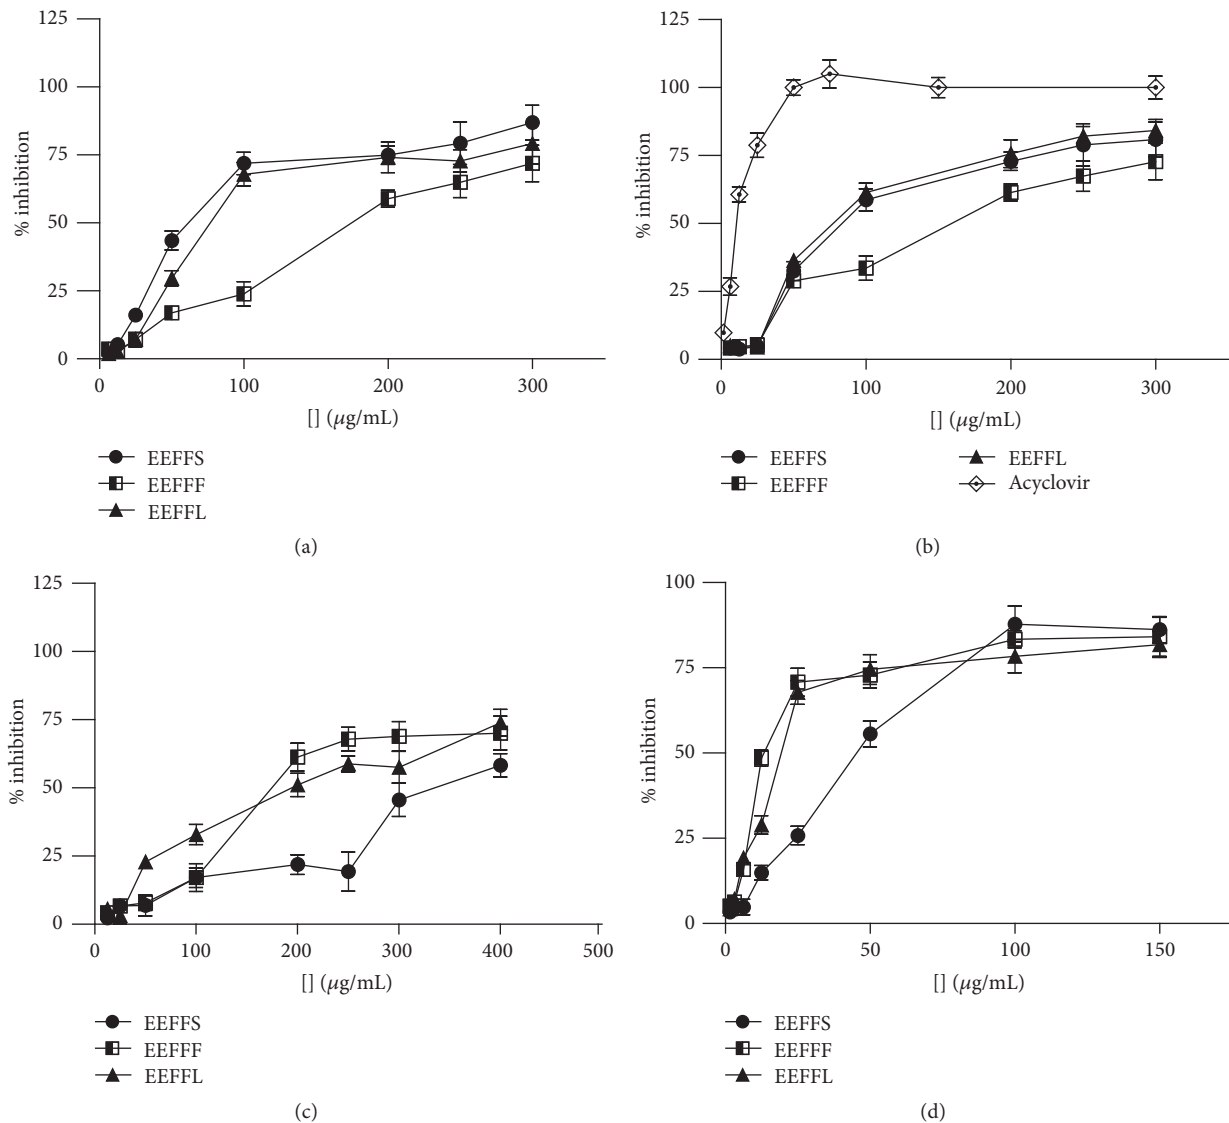 125
100
75
50
25
0
% inhibition
0 100 200 300
[] (µg/mL)
EEFFS
EEFFF
EEFFL
(a)
125
100
75
50
25
0
% inhibition
0 100 200 300
[] (µg/mL)
EEFFS EEFFL
EEFFF Acyclovir
(b)
125
100
75
50
25
0
% inhibition
0 100 200 300 400 500
[] (µg/mL)
EEFFS
EEFFF
EEFFL
(c)
100
75
50
25
0
% inhibition
0 50 100 150
[] (µg/mL)
EEFFS
EEFFF
EEFFL
(d)